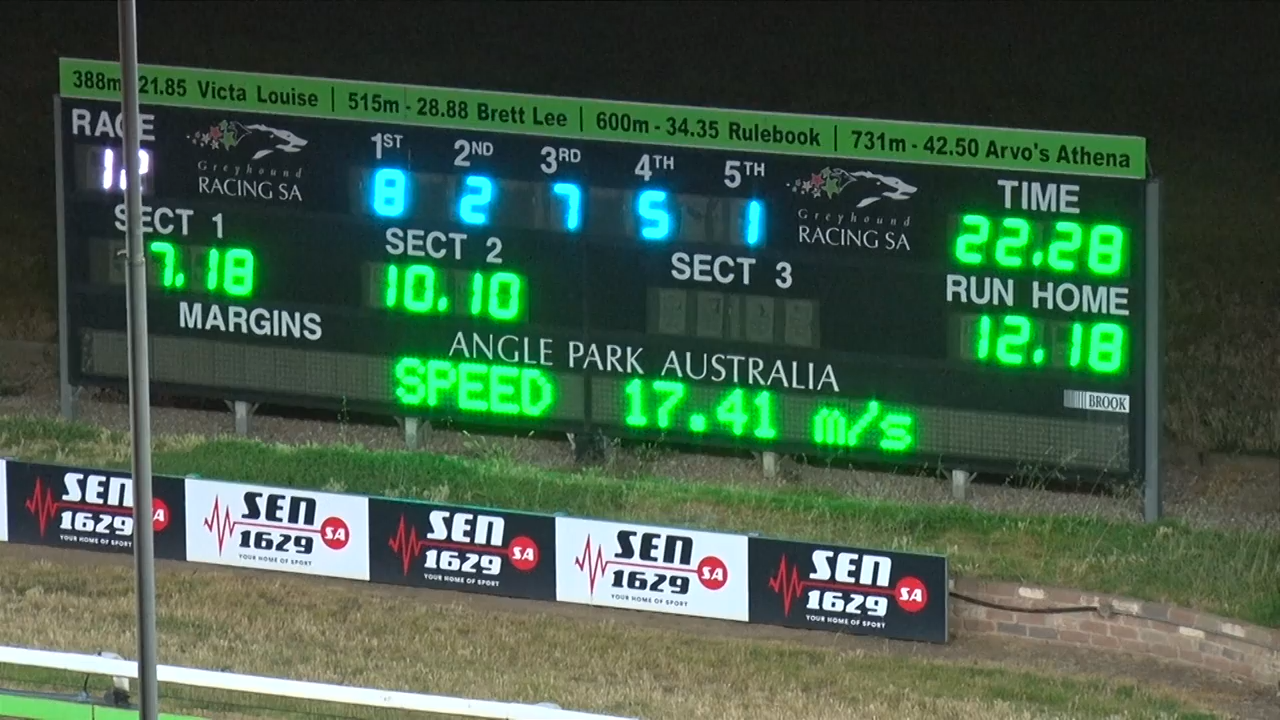 388m 21.85 Victa Louise | 515m - 28.88 Brett Lee | 600m - 34.35 Rulebook | 731m - 42.50 Arvo's Athena
RACE
Greyhound
RACING SA
1ST 2ND 3RD 4TH 5TH
8 2 7 5 1
Greyhound
RACING SA
TIME
22.28
SECT 1
7.18
SECT 2
10.10
SECT 3
RUN HOME
12.18
MARGINS
ANGLE PARK AUSTRALIA
SPEED 17.41 m/s
BROOK
SEN
1629 SA
YOUR HOME OF SPORT
SEN
1629 SA
YOUR HOME OF SPORT
SEN
1629 SA
YOUR HOME OF SPORT
SEN
1629 SA
YOUR HOME OF SPORT
SEN
1629 SA
YOUR HOME OF SPORT